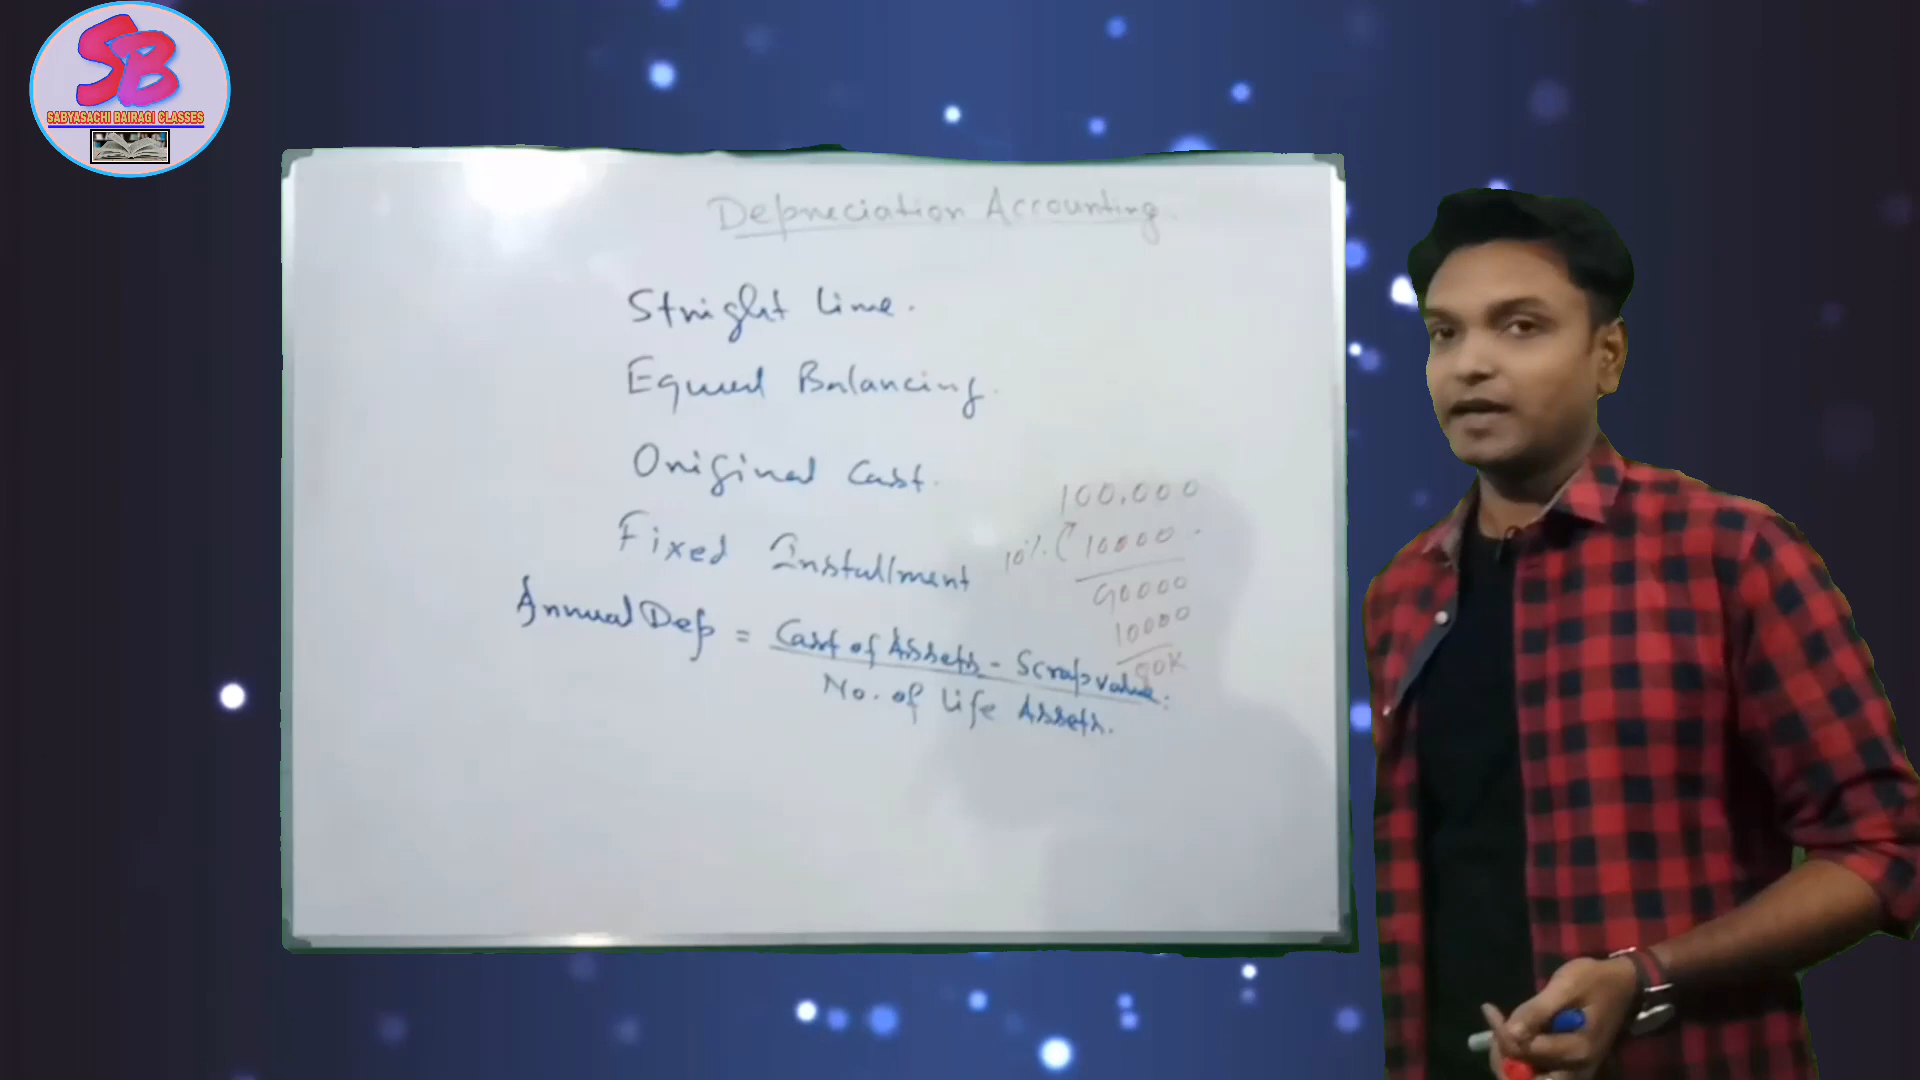 SB
SABYASACHI BAIRAGI CLASSES
Depreciation Accounting.
Straight Line.
Equal Balancing.
Original Cost.
Fixed Installment
100,000
10% 10000
90000
10000
80K
Annual Dep = Cost of Assets - Scrap value.
No. of Life Assets.